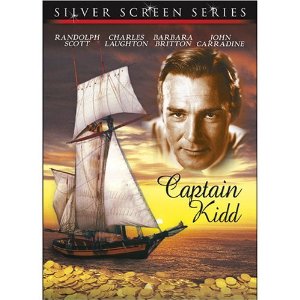 SILVER SCREEN SERIES
RANDOLPH SCOTT
CHARLES LAUGHTON
BARBARA BRITTON
JOHN CARRADINE
Captain
Kidd